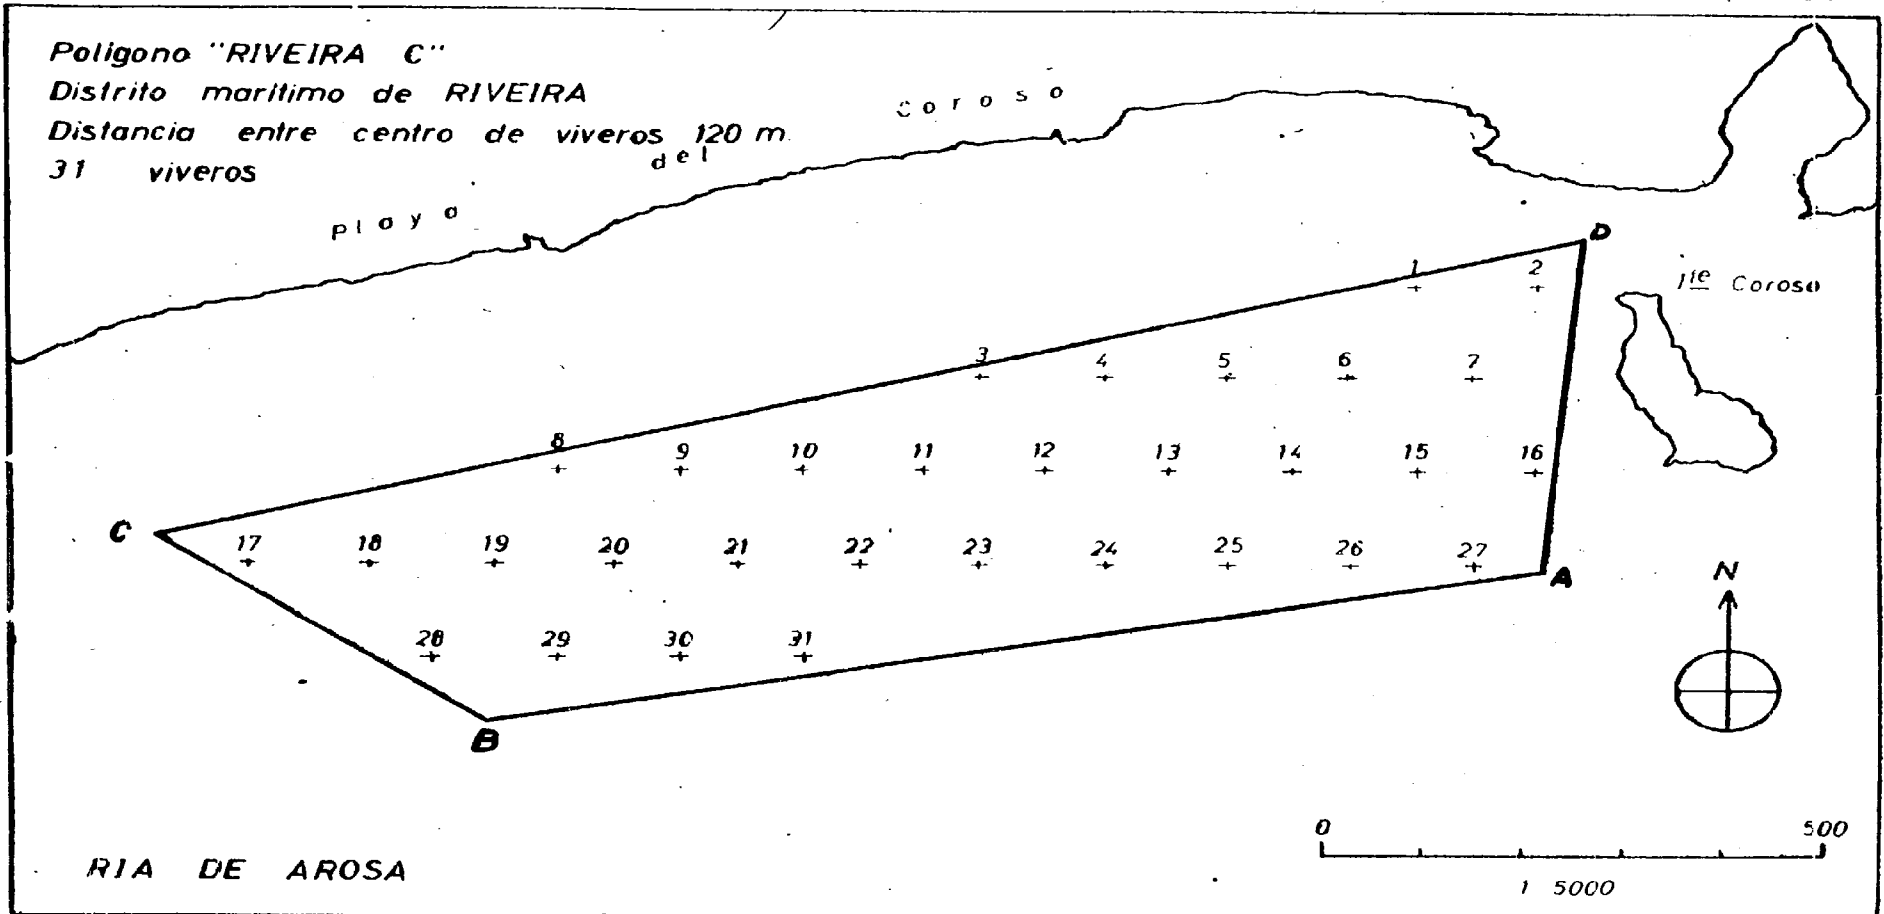 Poligono "RIVEIRA C"
Distrito maritimo de RIVEIRA
Distancia entre centro de viveros 120 m.
31 viveros
Playa del Coroso
D
1 2
Ite Coroso
3 4 5 6 7
8 9 10 11 12 13 14 15 16
C
17 18 19 20 21 22 23 24 25 26 27
A
N
28 29 30 31
B
0 500
1 5000
RIA DE AROSA